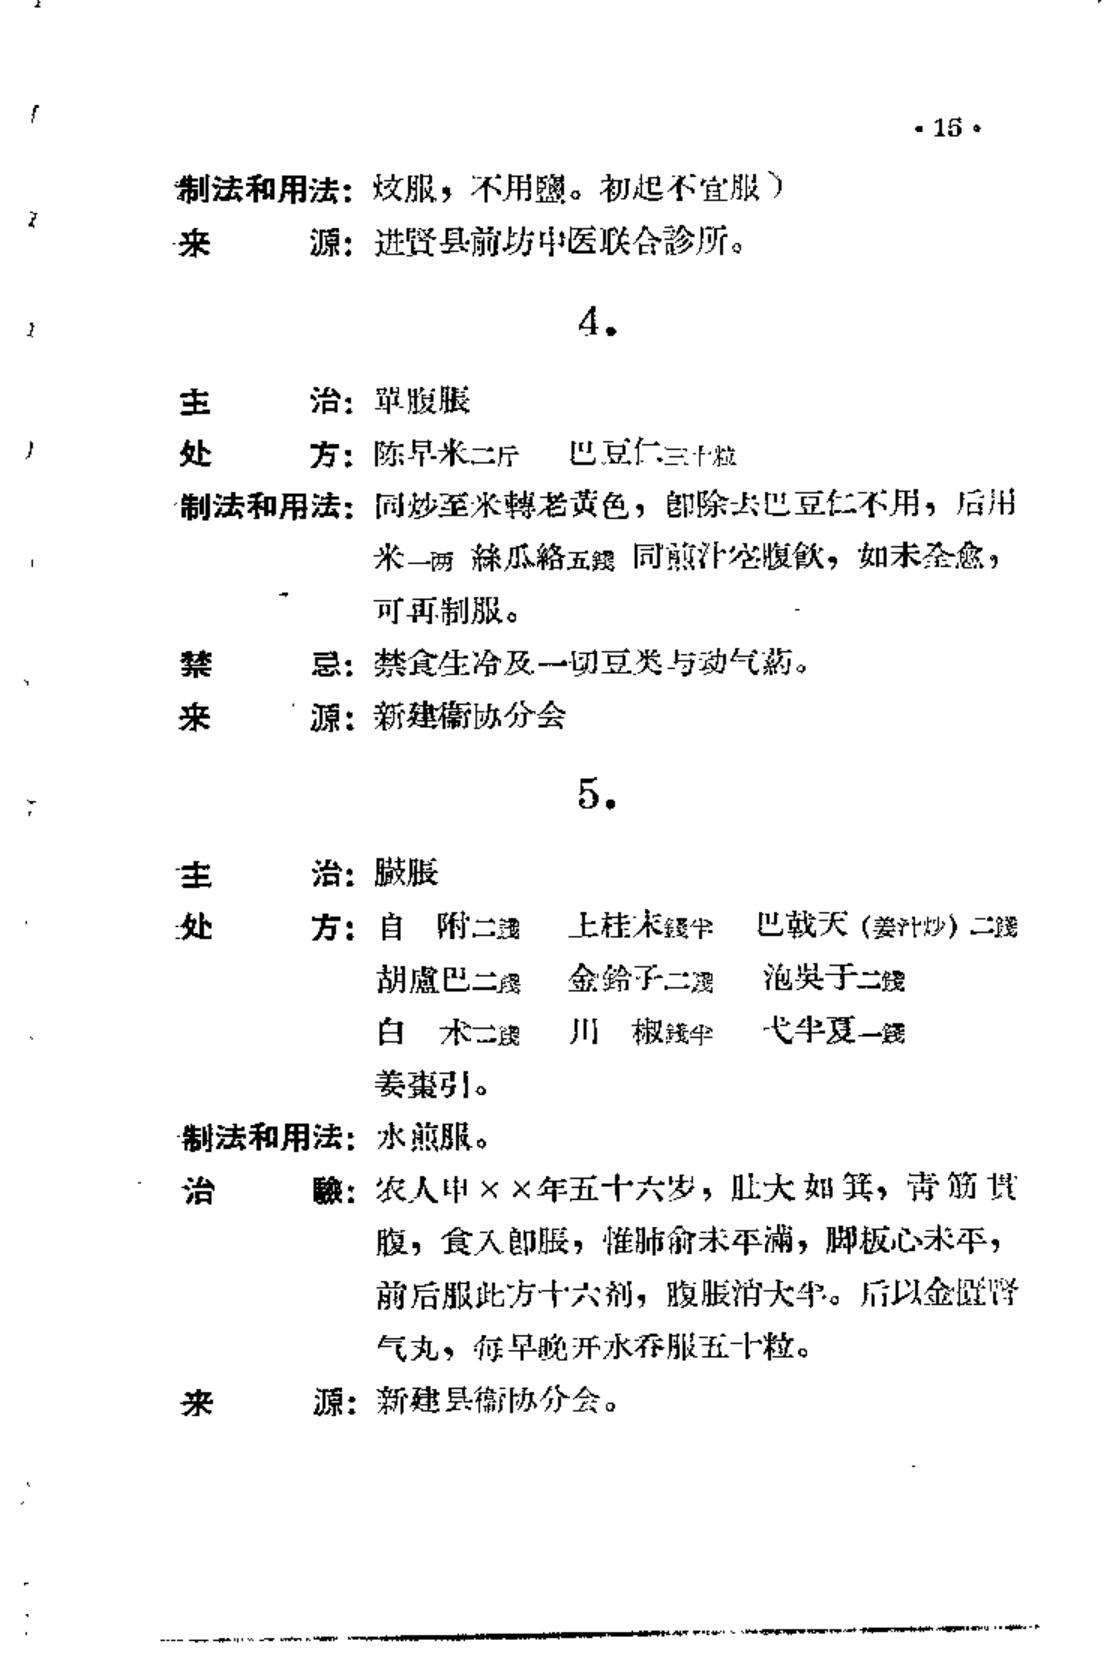 ·15·
制法和用法：炆服，不用鹽。初起不宜服）
来 源：进賢县前坊中医联合診所。
4.
主 治：單腹脹
处 方：陈早米二斤 巴豆仁三十粒
制法和用法：同炒至米轉老黃色，卽除去巴豆仁不用，后用
米一两 絲瓜絡五錢 同煎汁空腹飲，如未全愈，
可再制服。
禁 忌：禁食生冷及一切豆类与动气葯。
来 源：新建衞协分会
5.
主 治：臌脹
处 方：自 附二錢 上桂末錢半 巴戟天（姜汁炒）二錢
胡盧巴二錢 金鈴子二錢 泡吳于二錢
白 朮二錢 川 椒錢半 弋半夏一錢
姜棗引。
制法和用法：水煎服。
治 驗：农人申××年五十六岁，肚大如箕，青筋貫
腹，食入卽脹，惟肺俞未平滿，脚板心未平，
前后服此方十六剂，腹脹消大半。后以金匱腎
气丸，每早晚开水吞服五十粒。
来 源：新建县衞协分会。